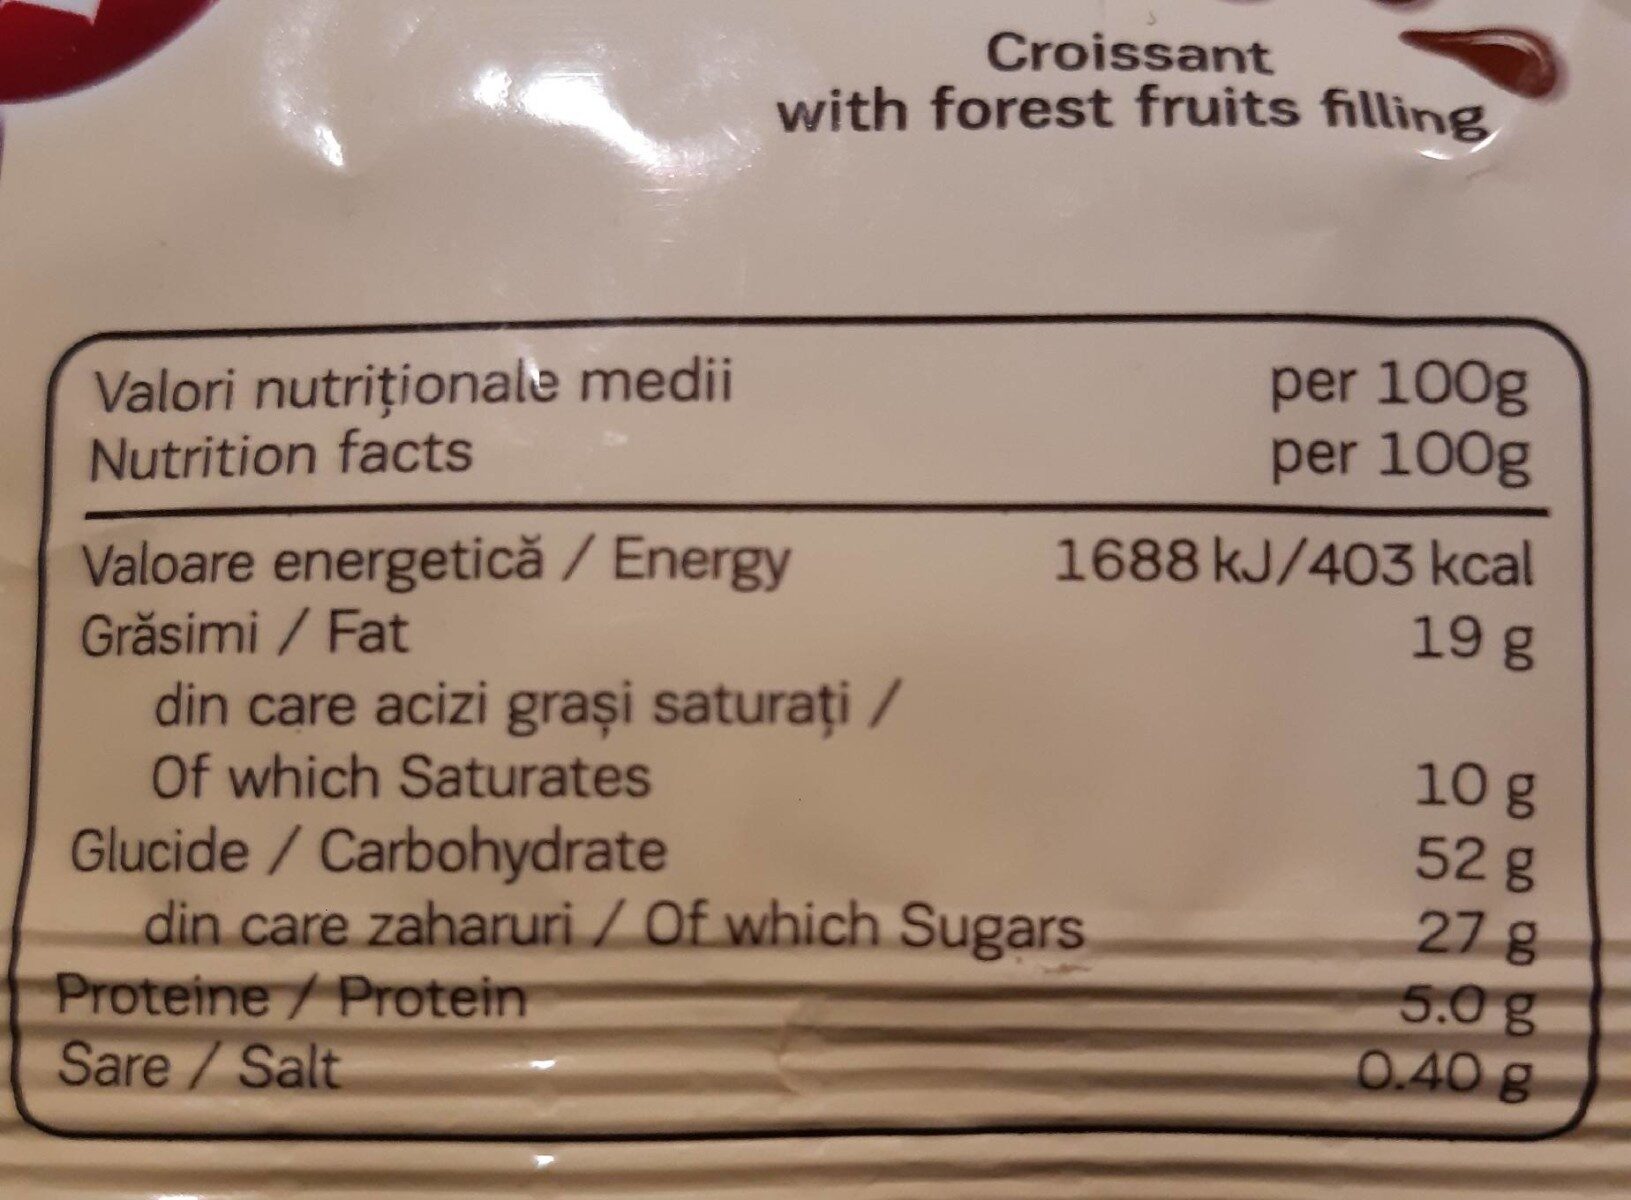 Croissant
with forest fruits filling
Valori nutriționale medii per 100g
Nutrition facts per 100g
Valoare energetică / Energy 1688 kJ/403 kcal
Grăsimi / Fat 19 g
din care acizi grași saturați /
Of which Saturates 10 g
Glucide / Carbohydrate 52 g
din care zaharuri / Of which Sugars 27 g
Proteine / Protein 5.0 g
Sare / Salt 0.40 g